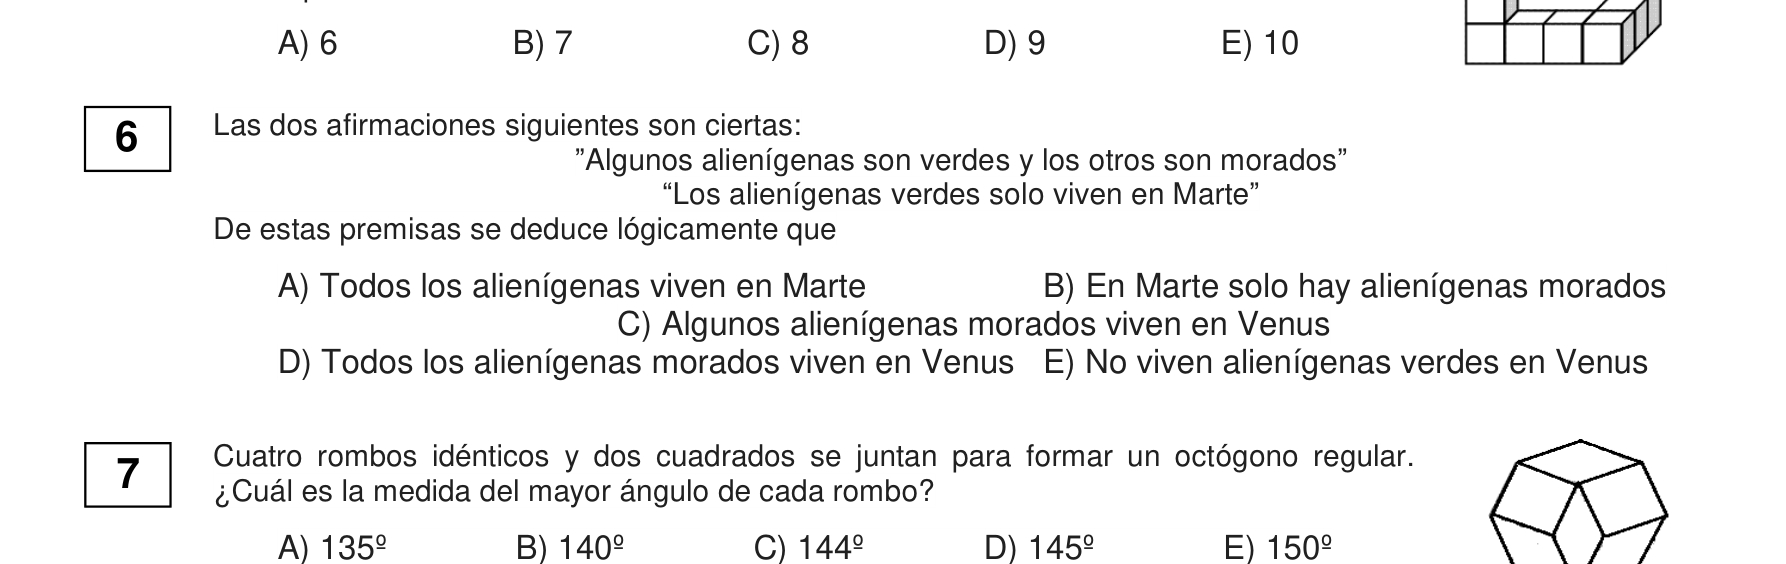 A) 6 B) 7 C) 8 D) 9 E) 10
6 Las dos afirmaciones siguientes son ciertas:
”Algunos alienígenas son verdes y los otros son morados”
“Los alienígenas verdes solo viven en Marte”
De estas premisas se deduce lógicamente que
A) Todos los alienígenas viven en Marte B) En Marte solo hay alienígenas morados
C) Algunos alienígenas morados viven en Venus
D) Todos los alienígenas morados viven en Venus E) No viven alienígenas verdes en Venus
7 Cuatro rombos idénticos y dos cuadrados se juntan para formar un octógono regular.
¿Cuál es la medida del mayor ángulo de cada rombo?
A) 135º B) 140º C) 144º D) 145º E) 150º